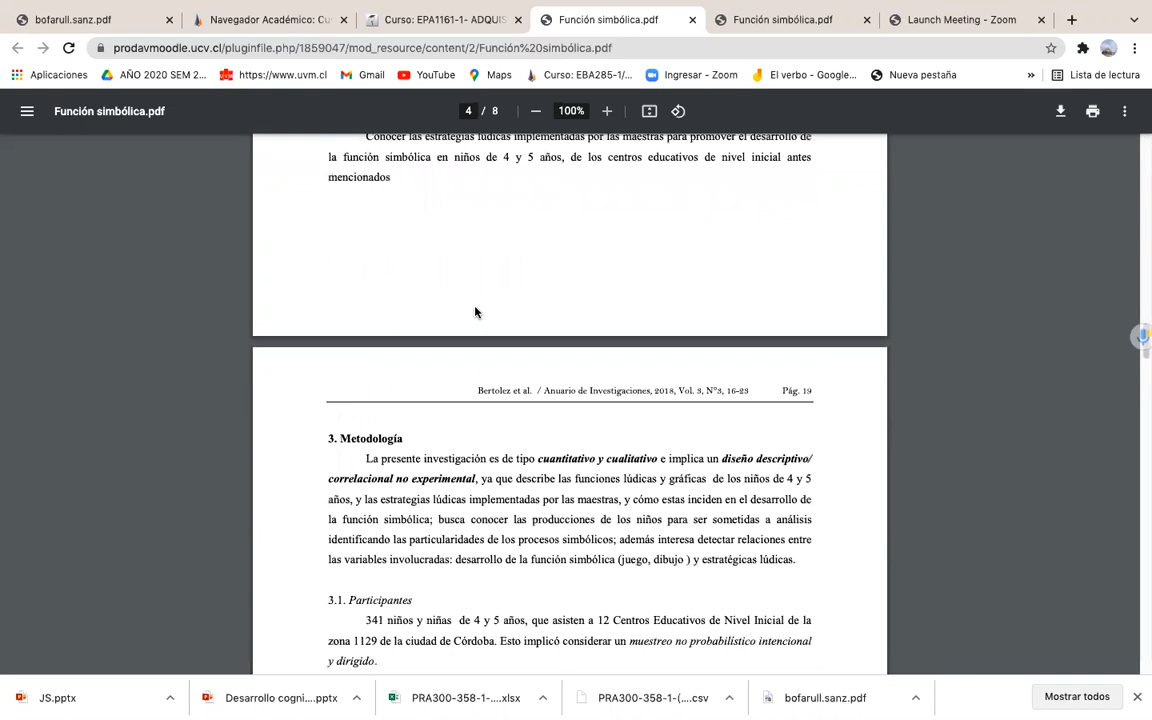 bofarull.sanz.pdf
Navegador Académico: Cu
Curso: EPA1161-1- ADQUIS
Función simbólica.pdf
Función simbólica.pdf
Launch Meeting - Zoom
prodavmoodle.ucv.cl/pluginfile.php/1859047/mod_resource/content/2/Función%20simbólica.pdf
Aplicaciones
AÑO 2020 SEM 2...
https://www.uvm.cl
Gmail
YouTube
Maps
Curso: EBA285-1/...
Ingresar - Zoom
El verbo - Google...
Nueva pestaña
»
Lista de lectura
Función simbólica.pdf
4 / 8
100%
Conocer las estrategias lúdicas implementadas por las maestras para promover el desarrollo de
la función simbólica en niños de 4 y 5 años, de los centros educativos de nivel inicial antes
mencionados
Bertolez et al. / Anuario de Investigaciones, 2018, Vol. 3, N°3, 16-23 Pág. 19
3. Metodología
La presente investigación es de tipo cuantitativo y cualitativo e implica un diseño descriptivo/
correlacional no experimental, ya que describe las funciones lúdicas y gráficas de los niños de 4 y 5
años, y las estrategias lúdicas implementadas por las maestras, y cómo estas inciden en el desarrollo de
la función simbólica; busca conocer las producciones de los niños para ser sometidas a análisis
identificando las particularidades de los procesos simbólicos; además interesa detectar relaciones entre
las variables involucradas: desarrollo de la función simbólica (juego, dibujo ) y estratégicas lúdicas.
3.1. Participantes
341 niños y niñas de 4 y 5 años, que asisten a 12 Centros Educativos de Nivel Inicial de la
zona 1129 de la ciudad de Córdoba. Esto implicó considerar un muestreo no probabilístico intencional
y dirigido.
JS.pptx
Desarrollo cogni....pptx
PRA300-358-1-....xlsx
PRA300-358-1-(....csv
bofarull.sanz.pdf
Mostrar todos